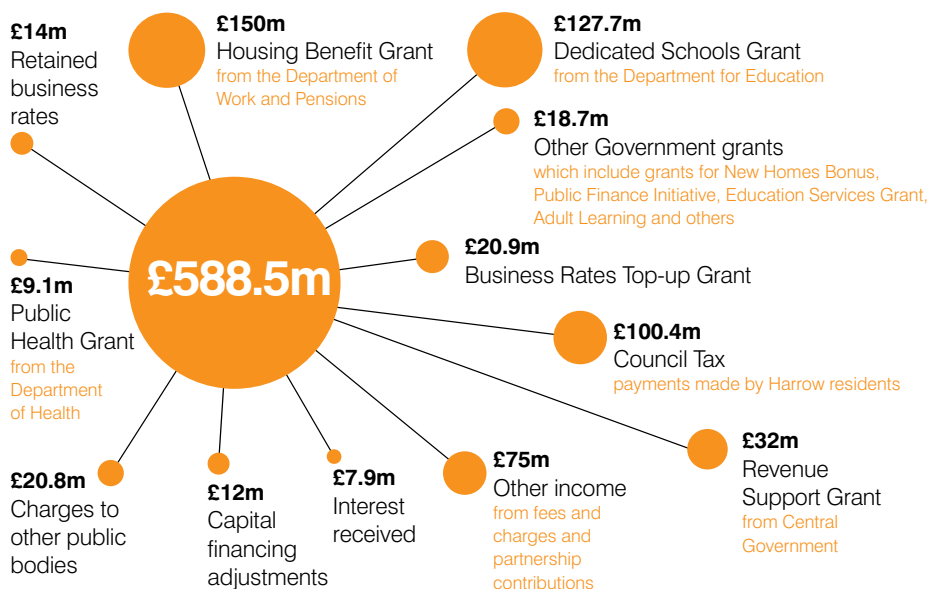 £14m
Retained
business
rates
£150m
Housing Benefit Grant
from the Department of
Work and Pensions
£127.7m
Dedicated Schools Grant
from the Department for Education
£18.7m
Other Government grants
which include grants for New Homes Bonus,
Public Finance Initiative, Education Services Grant,
Adult Learning and others
£20.9m
Business Rates Top-up Grant
£588.5m
£9.1m
Public
Health Grant
from the
Department
of Health
£100.4m
Council Tax
payments made by Harrow residents
£32m
Revenue
Support Grant
from Central
Government
£20.8m
Charges to
other public
bodies
£12m
Capital
financing
adjustments
£7.9m
Interest
received
£75m
Other income
from fees and
charges and
partnership
contributions